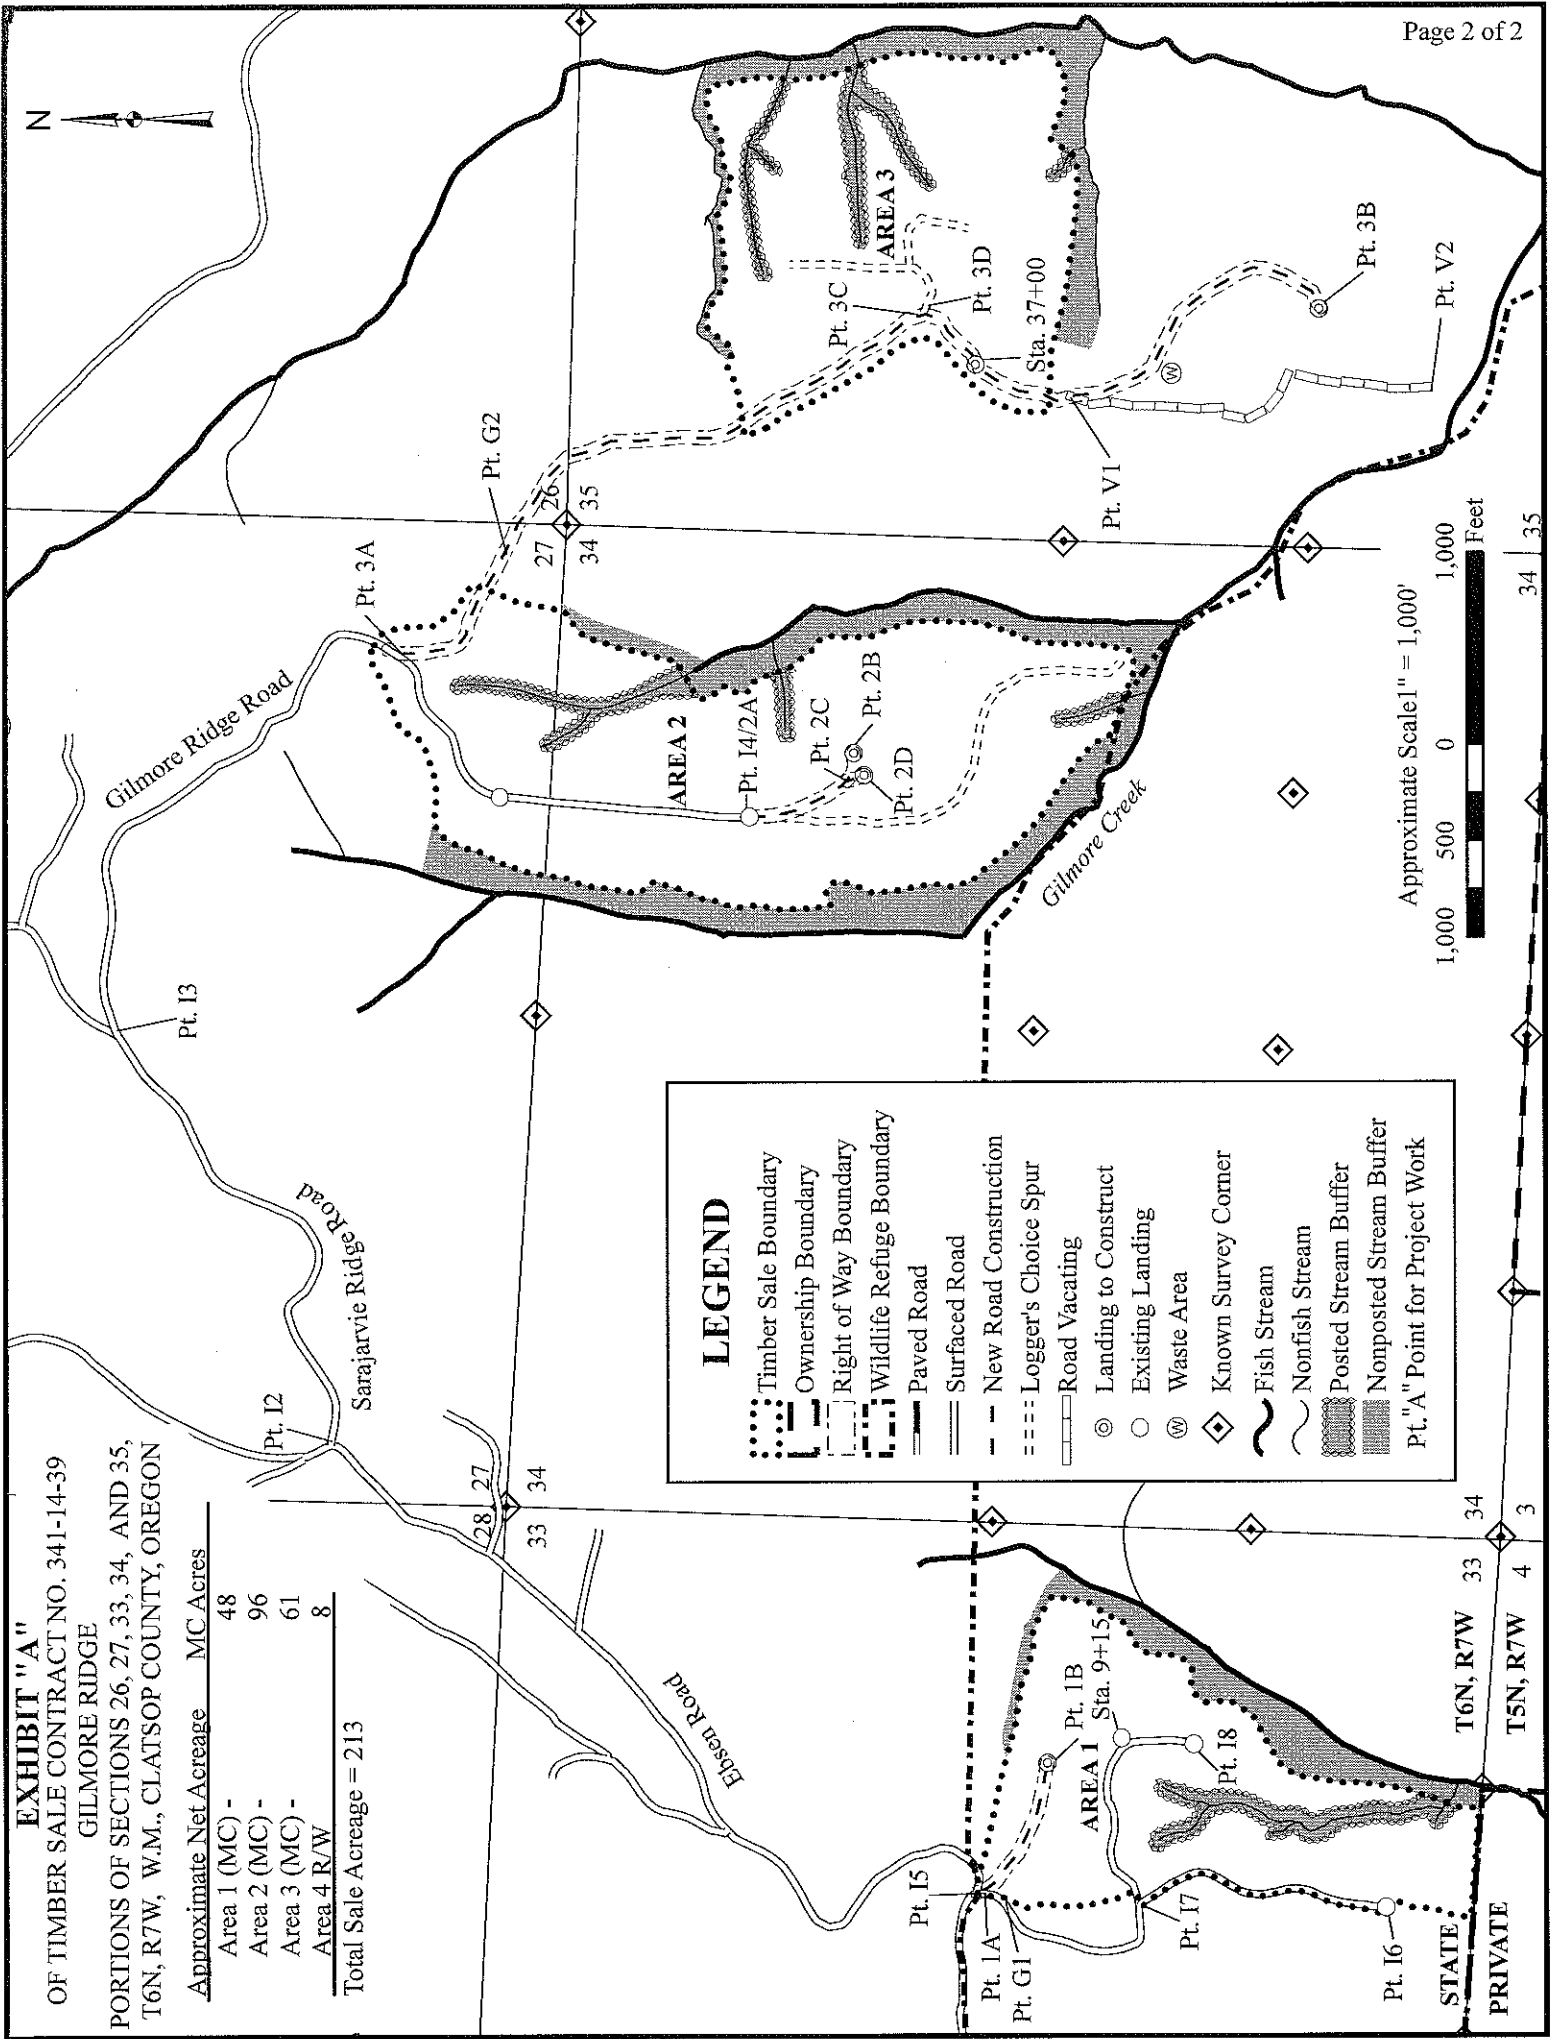 EXHIBIT "A"
OF TIMBER SALE CONTRACT NO. 341-14-39
GILMORE RIDGE
PORTIONS OF SECTIONS 26, 27, 33, 34, AND 35,
T6N, R7W, W.M., CLATSOP COUNTY, OREGON
Approximate Net Acreage MC Acres
Area 1 (MC) - 48
Area 2 (MC) - 96
Area 3 (MC) - 61
Area 4 R/W 8
Total Sale Acreage = 213
N
Pt. I2
Sarajarvie Ridge Road
Pt. I3
Gilmore Ridge Road
Pt. 3A
Pt. G2
28 27
33 34
27 26
34 35
Ebsen Road
AREA 2
Pt. I4/2A
Pt. 2C
Pt. 2B
Pt. 2D
Pt. 3C
AREA 3
Pt. 3D
Sta. 37+00
Pt. V1
Pt. 3B
Pt. V2
Gilmore Creek
Pt. I5
Pt. 1A
Pt. G1
Pt. 1B
AREA 1
Sta. 9+15
Pt. I8
Pt. I7
Pt. I6
STATE
PRIVATE
T6N, R7W
T5N, R7W
33 34
4 3
LEGEND
Timber Sale Boundary
Ownership Boundary
Right of Way Boundary
Wildlife Refuge Boundary
Paved Road
Surfaced Road
New Road Construction
Logger's Choice Spur
Road Vacating
Landing to Construct
Existing Landing
W Waste Area
Known Survey Corner
Fish Stream
Nonfish Stream
Posted Stream Buffer
Nonposted Stream Buffer
Pt."A" Point for Project Work
W
Approximate Scale1" = 1,000'
1,000 500 0 1,000
Feet
34 35
Page 2 of 2